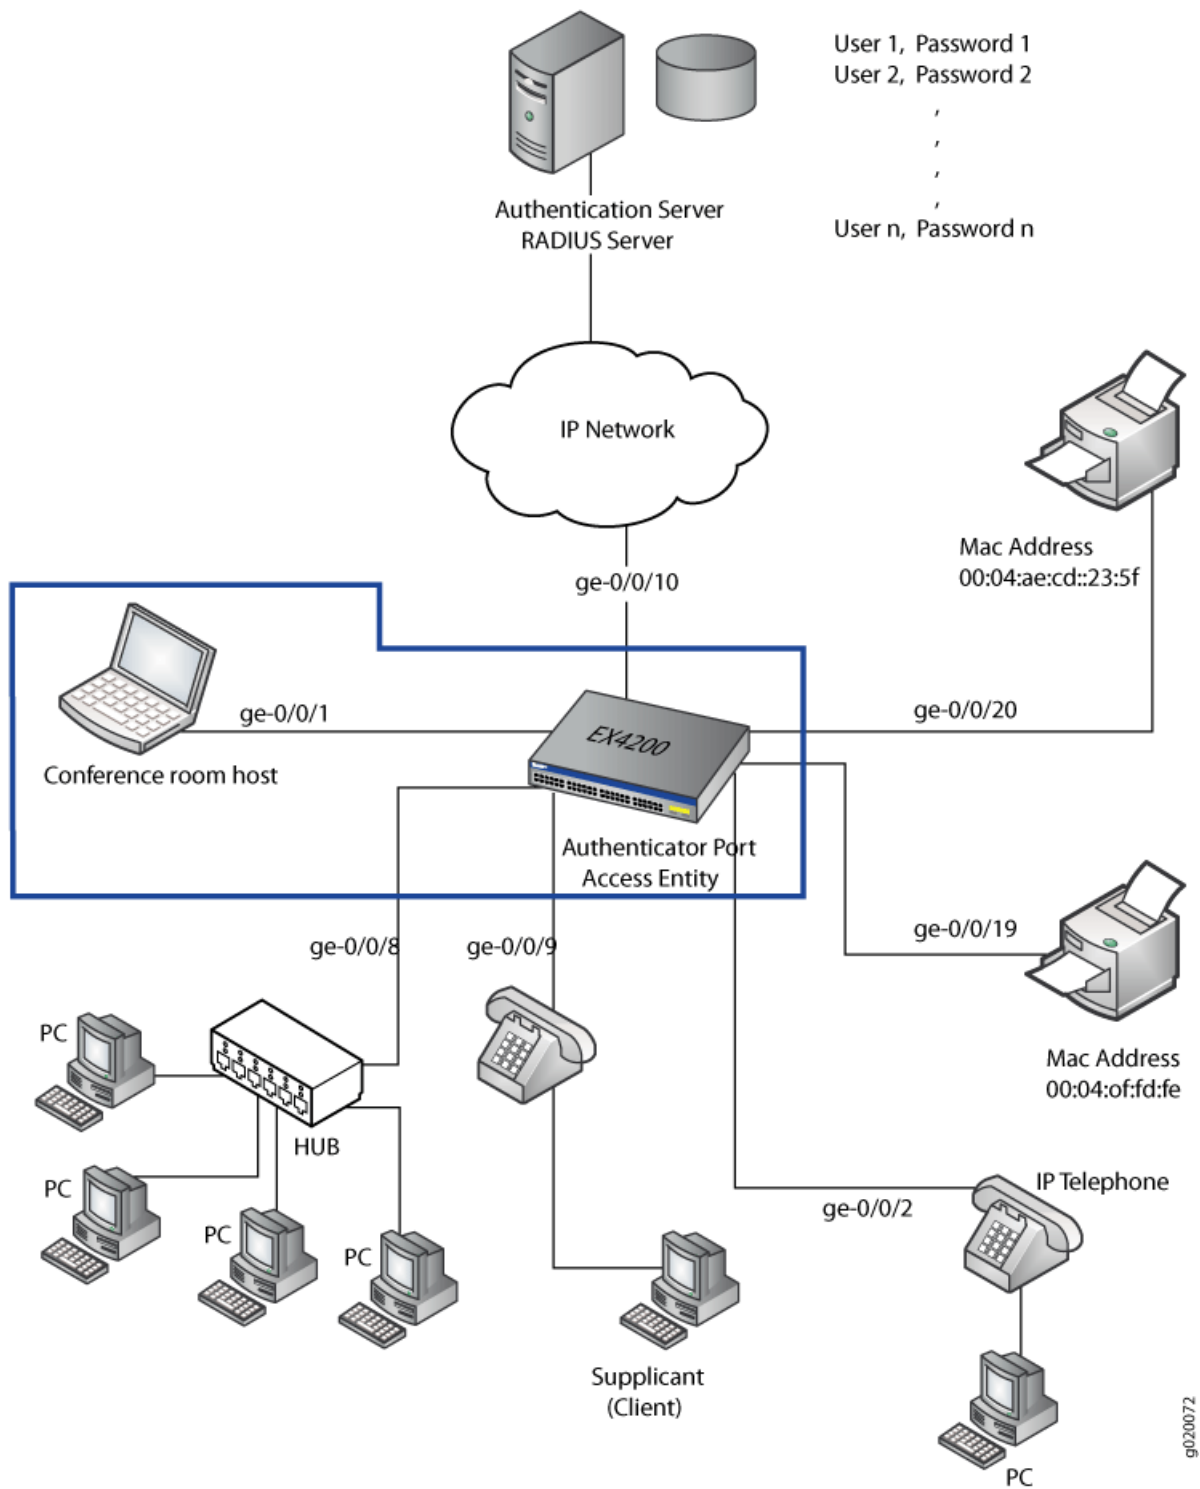 User 1, Password 1
User 2, Password 2
,
,
,
,
User n, Password n
Authentication Server
RADIUS Server
IP Network
Mac Address
00:04:ae:cd::23:5f
ge-0/0/10
ge-0/0/1
ge-0/0/20
EX4200
Conference room host
Authenticator Port
Access Entity
ge-0/0/8
ge-0/0/9
ge-0/0/19
PC
Mac Address
00:04:of:fd:fe
HUB
PC
IP Telephone
ge-0/0/2
PC
PC
Supplicant
(Client)
PC
g020072